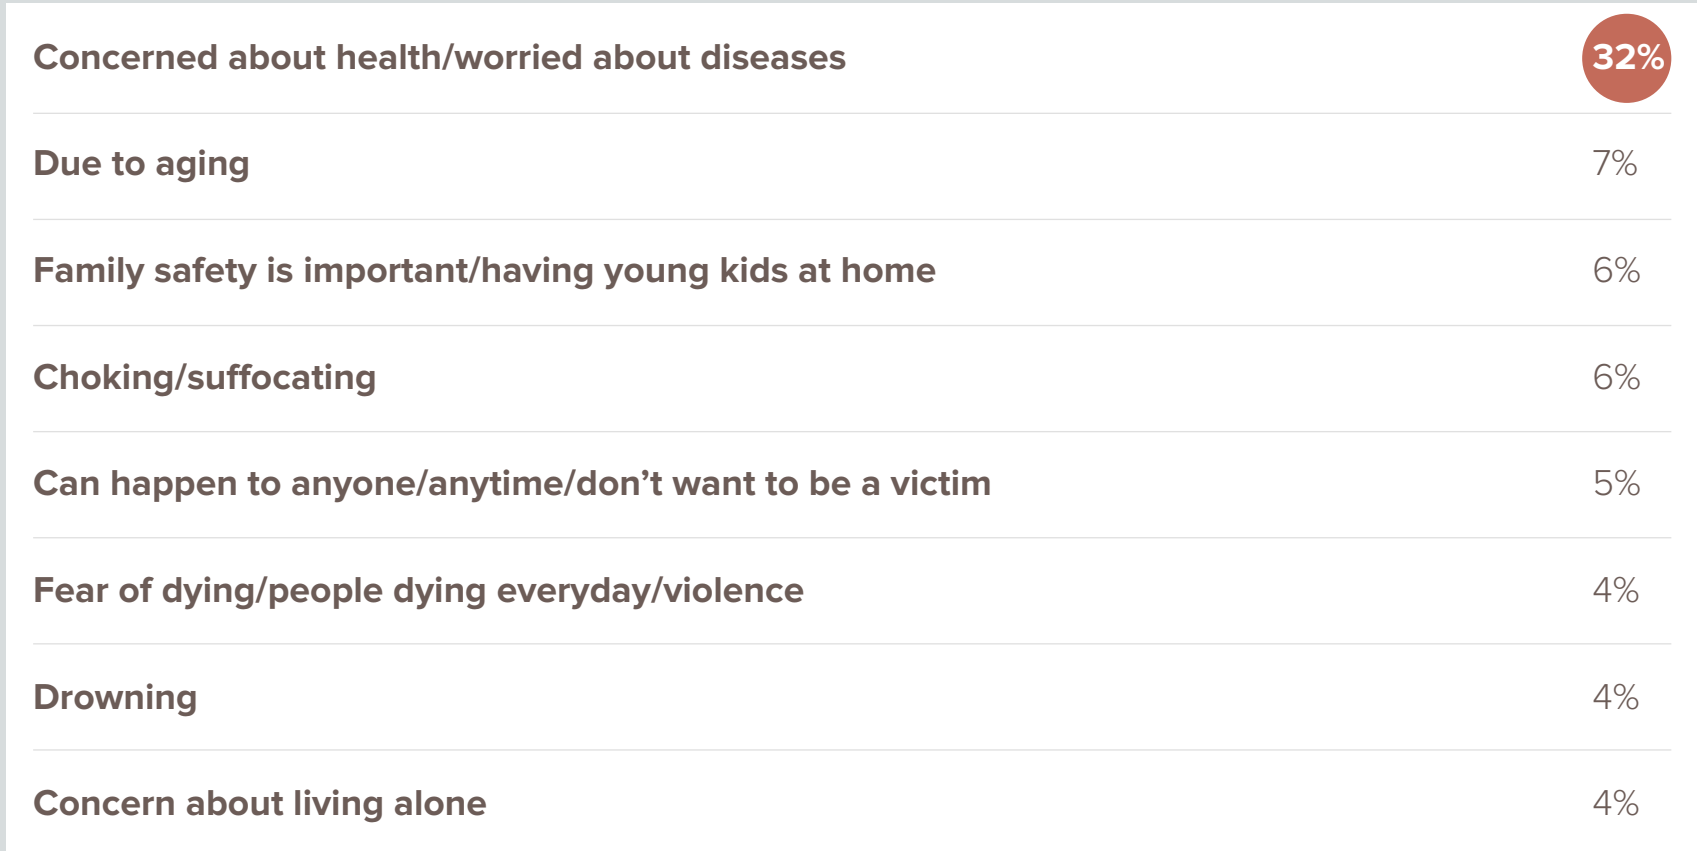 Concerned about health/worried about diseases 32%
Due to aging 7%
Family safety is important/having young kids at home 6%
Choking/suffocating 6%
Can happen to anyone/anytime/don’t want to be a victim 5%
Fear of dying/people dying everyday/violence 4%
Drowning 4%
Concern about living alone 4%